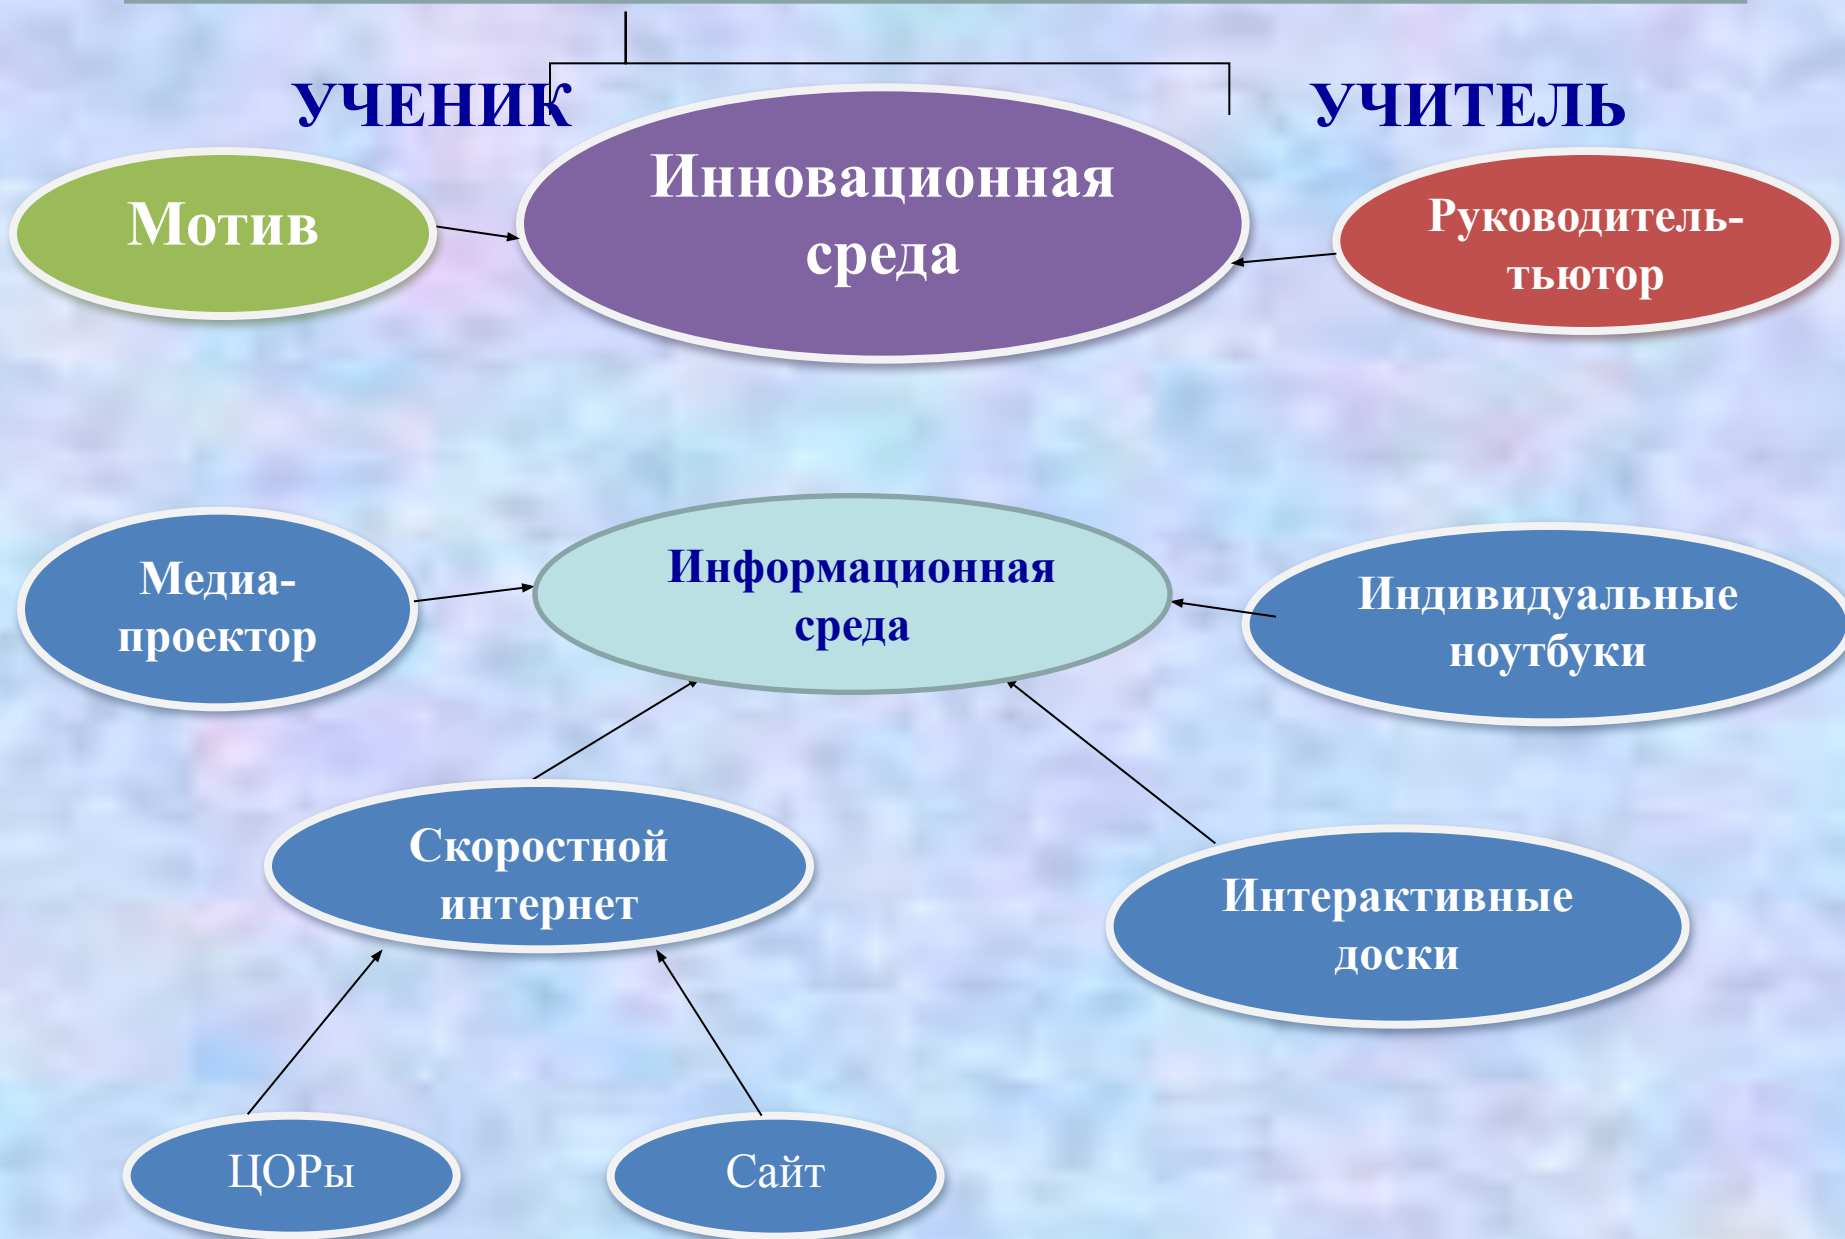 УЧЕНИК
УЧИТЕЛЬ
Мотив
Инновационная
среда
Руководитель-
тьютор
Медиа-
проектор
Информационная
среда
Индивидуальные
ноутбуки
Скоростной
интернет
Интерактивные
доски
ЦОРы
Сайт